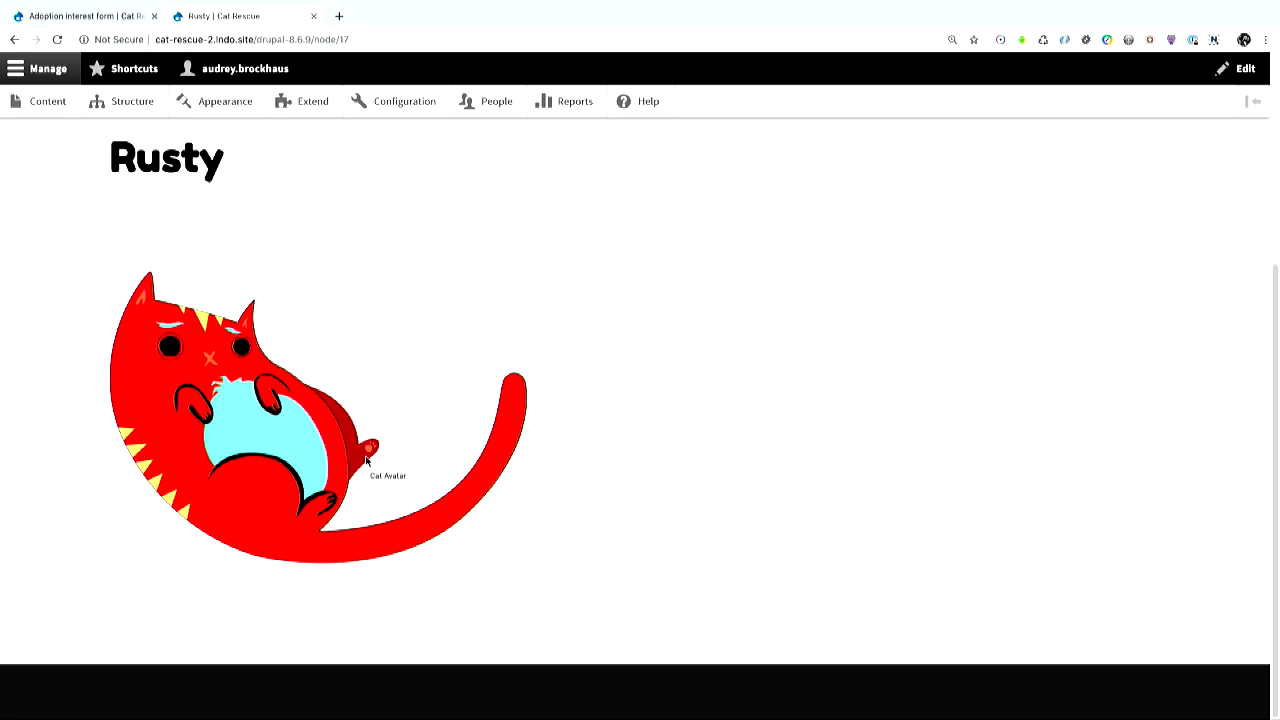 Adoption interest form | Cat Re
Rusty | Cat Rescue
Not Secure | cat-rescue-2.lndo.site/drupal-8.6.9/node/17
Manage Shortcuts audrey.brockhaus Edit
Content Structure Appearance Extend Configuration People Reports Help
Rusty
Cat Avatar